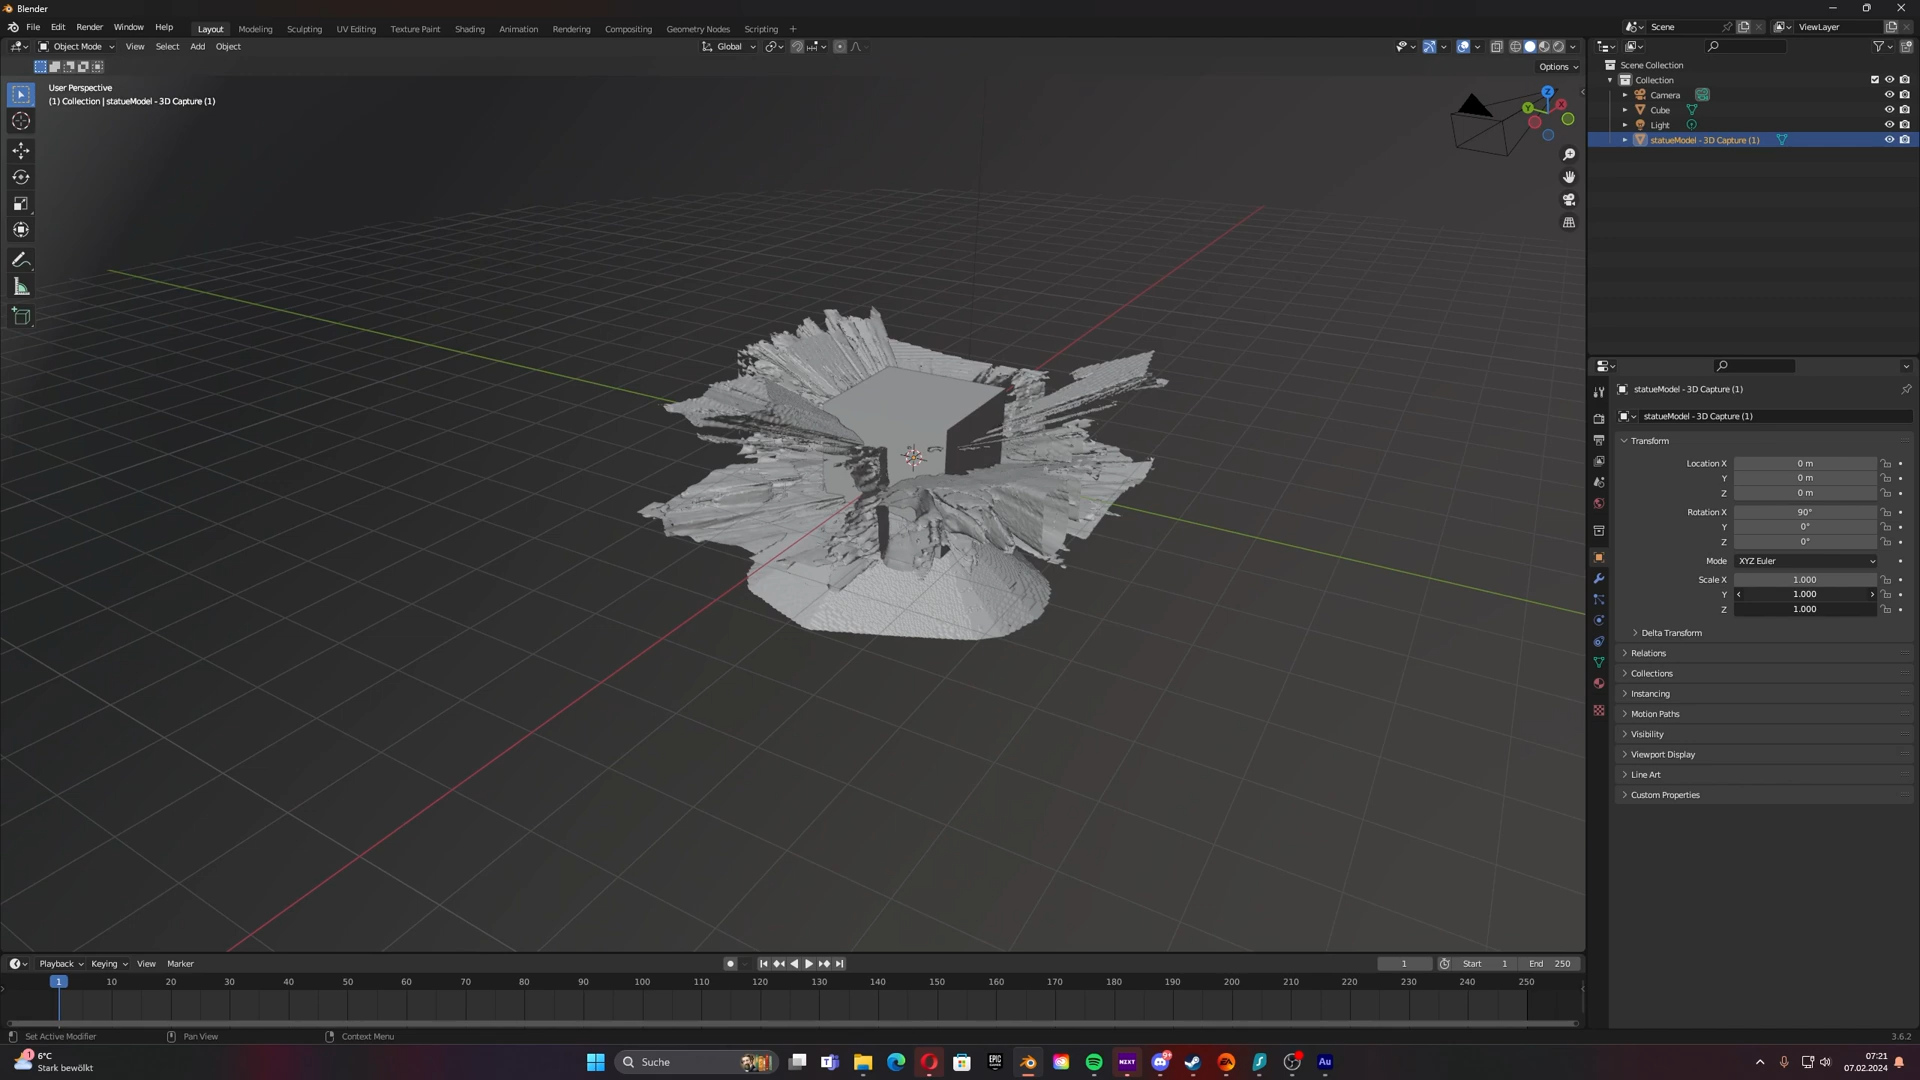 Blender
File Edit Render Window Help Layout Modeling Sculpting UV Editing Texture Paint Shading Animation Rendering Compositing Geometry Nodes Scripting + Scene ViewLayer
Object Mode View Select Add Object Global
Options
User Perspective
(1) Collection | statueModel - 3D Capture (1)
Z
Y
X
Scene Collection
Collection
Camera
Cube
Light
statueModel - 3D Capture (1)
statueModel - 3D Capture (1)
statueModel - 3D Capture (1)
Transform
Location X 0 m
Y 0 m
Z 0 m
Rotation X 90°
Y 0°
Z 0°
Mode XYZ Euler
Scale X 1.000
Y 1.000
Z 1.000
Delta Transform
Relations
Collections
Instancing
Motion Paths
Visibility
Viewport Display
Line Art
Custom Properties
Playback Keying View Marker 1 Start 1 End 250
1 10 20 30 40 50 60 70 80 90 100 110 120 130 140 150 160 170 180 190 200 210 220 230 240 250
Set Active Modifier Pan View Context Menu 3.6.2
1 6°C
Stark bewölkt
Suche
EPIC
NEXT
9+
EA
Au
07:21
07.02.2024